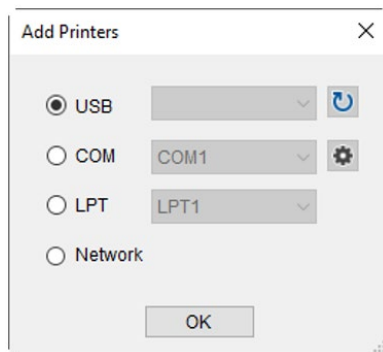 Add Printers
USB
COM COM1
LPT LPT1
Network
OK